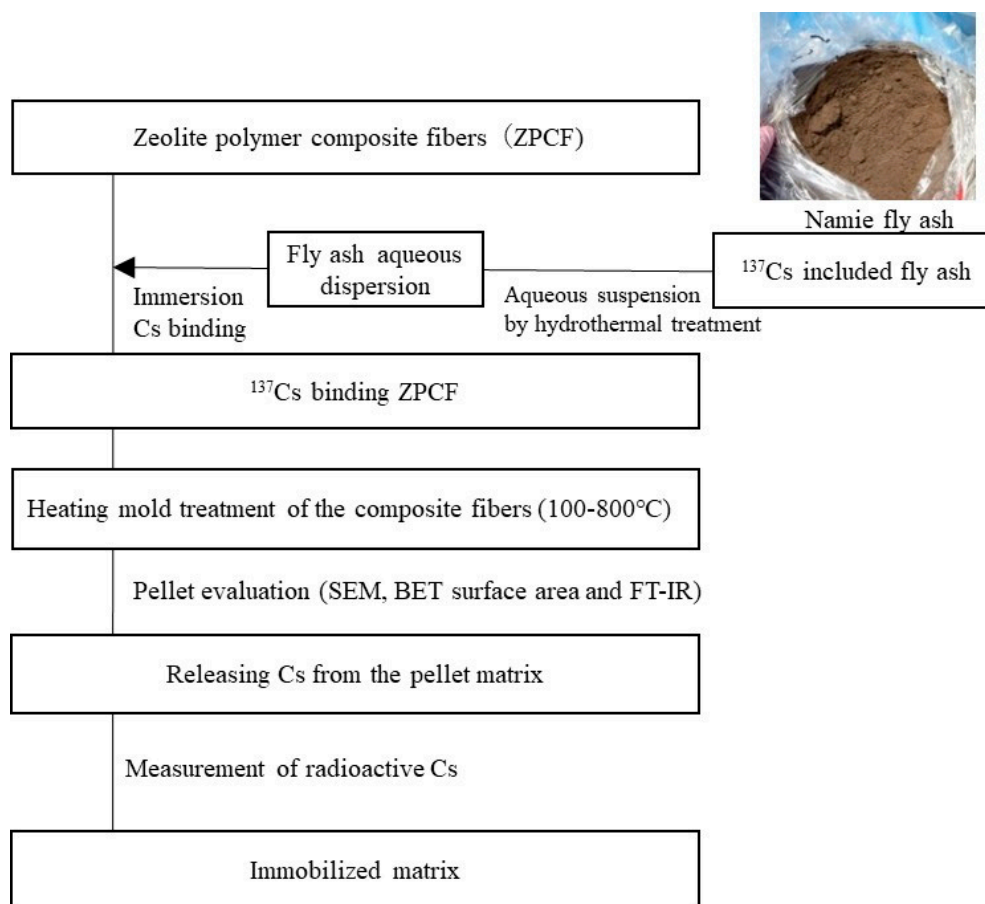 Zeolite polymer composite fibers（ZPCF)
Namie fly ash
Fly ash aqueous
dispersion
¹³⁷Cs included fly ash
Immersion
Cs binding
Aqueous suspension
by hydrothermal treatment
¹³⁷Cs binding ZPCF
Heating mold treatment of the composite fibers (100-800℃)
Pellet evaluation (SEM, BET surface area and FT-IR)
Releasing Cs from the pellet matrix
Measurement of radioactive Cs
Immobilized matrix